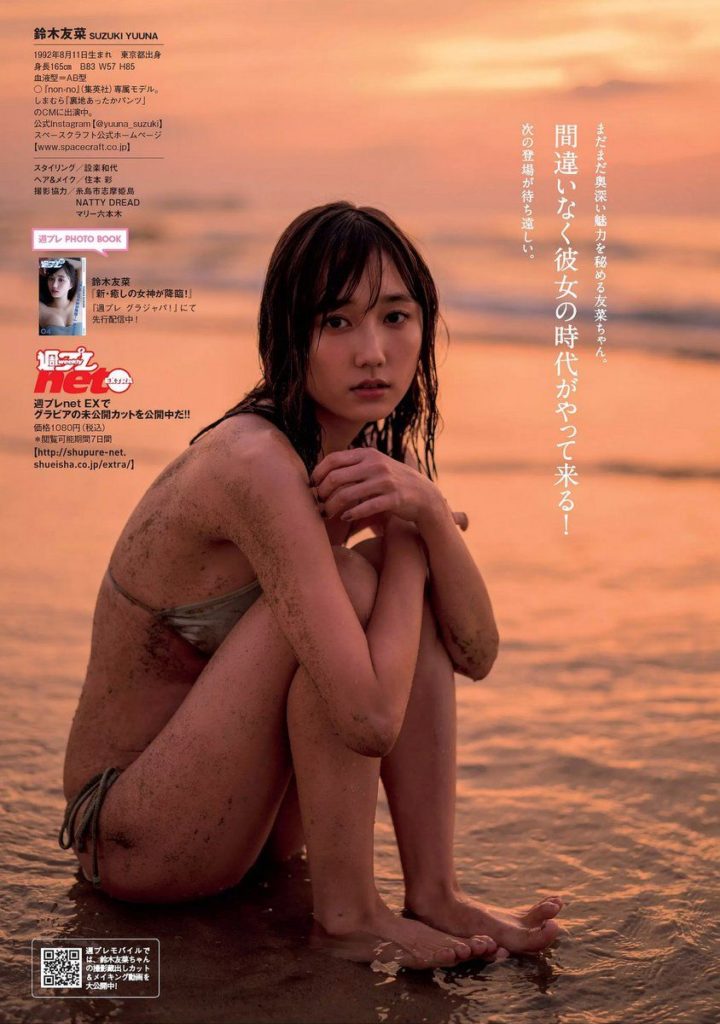 鈴木友菜 SUZUKI YUUNA
1992年8月11日生まれ 東京都出身
身長165㎝ B83 W57 H85
血液型=AB型
○『non-no』(集英社)専属モデル。
しまむら『裏地あったかパンツ』
のCMに出演中。
公式Instagram【@yuuna_suzuki】
スペースクラフト公式ホームページ
【www.spacecraft.co.jp】
スタイリング/設楽和代
ヘア&メイク/住本 彩
撮影協力/糸島市志摩姫島
NATTY DREAD
マリー六本木
週プレ PHOTO BOOK
鈴木友菜
『新・癒しの女神が降臨!』
『週プレ グラジャパ!』にて
先行配信中!
週プレ
weekly
net EXTRA
週プレnet EXで
グラビアの未公開カットを公開中だ!!
価格1080円(税込)
*閲覧可能期間7日間
【http://shupure-net.
shueisha.co.jp/extra/】
まだまだ奥深い魅力を秘める友菜ちゃん。
間違いなく彼女の時代がやって来る!
次の登場が待ち遠しい。
週プレモバイルで
は、鈴木友菜ちゃん
の撮影蔵出しカット
&メイキング動画を
大公開中!